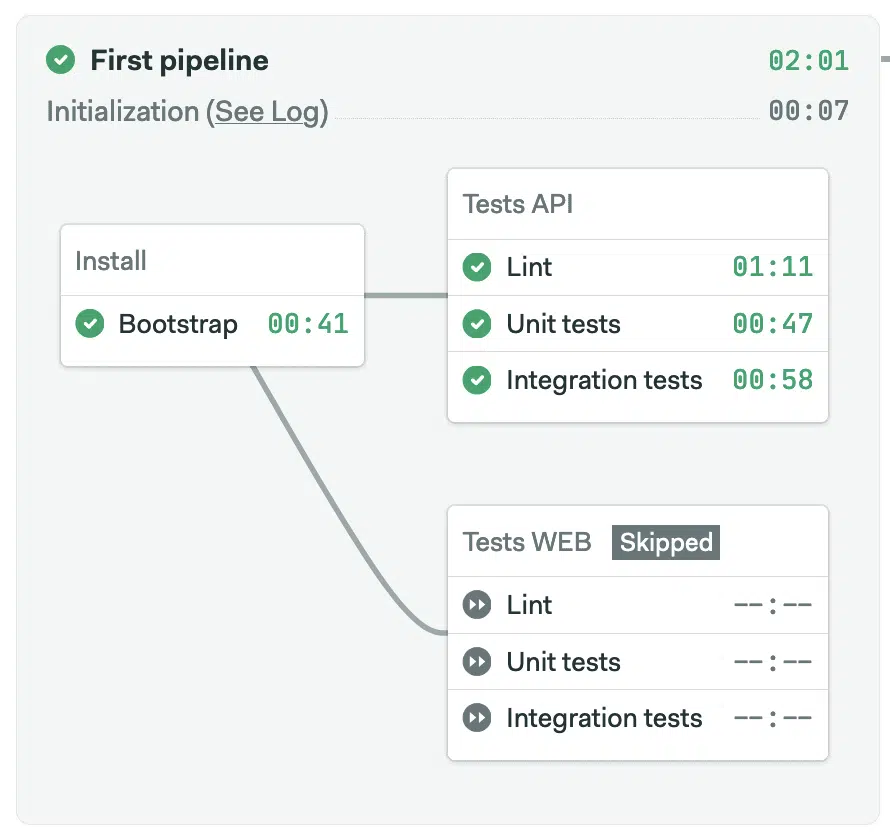 First pipeline 02:01
Initialization (See Log) 00:07
Install
Bootstrap 00:41
Tests API
Lint 01:11
Unit tests 00:47
Integration tests 00:58
Tests WEB Skipped
Lint --:--
Unit tests --:--
Integration tests --:--